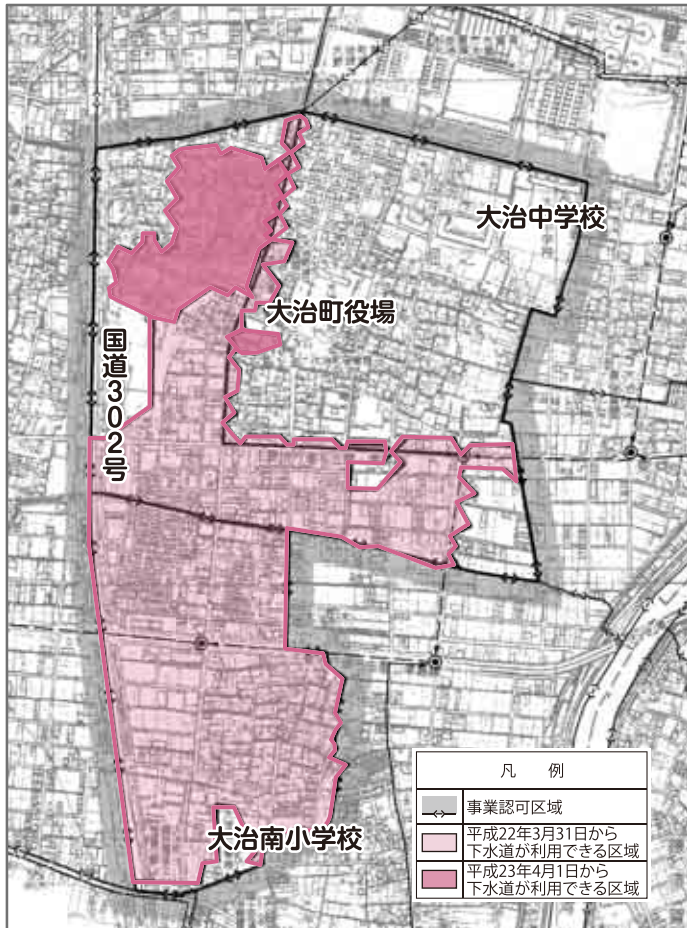 大治中学校
大治町役場
国道302号
大治南小学校
凡 例
事業認可区域
平成22年3月31日から
下水道が利用できる区域
平成23年4月1日から
下水道が利用できる区域